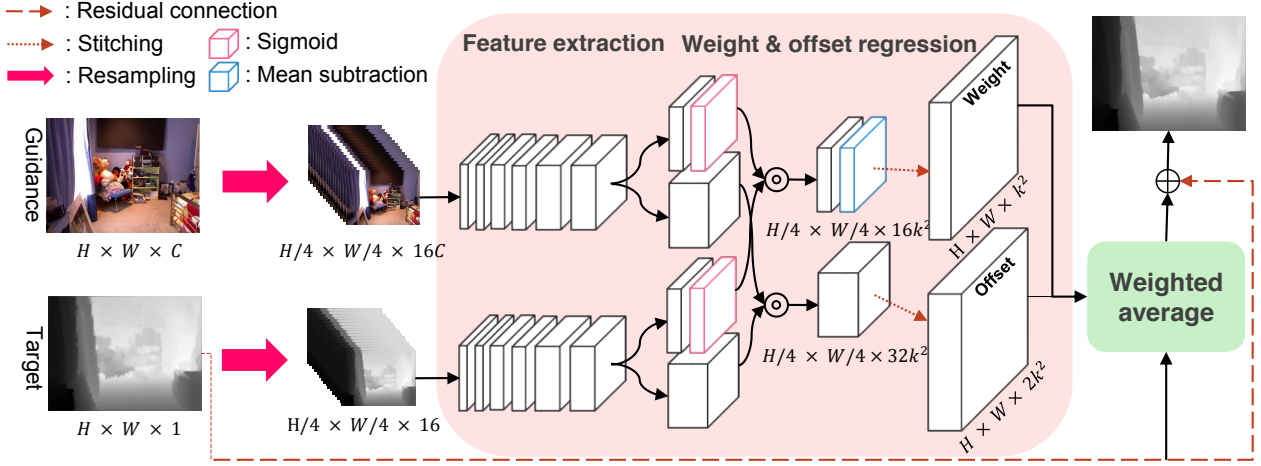 : Residual connection
: Stitching
: Sigmoid
: Resampling
: Mean subtraction
Feature extraction
Weight & offset regression
Guidance
H × W × C
H/4 × W/4 × 16C
H/4 × W/4 × 16k²
Weight
H × W × k²
Target
H × W × 1
H/4 × W/4 × 16
H/4 × W/4 × 32k²
Offset
H × W × 2k²
Weighted
average